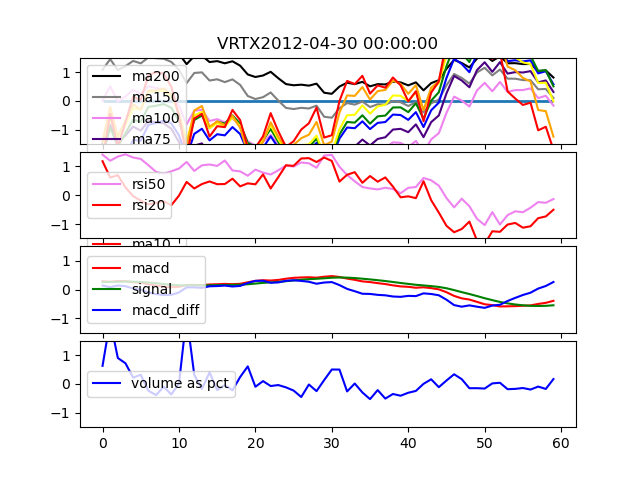 VRTX2012-04-30 00:00:00
1
0
−1
ma200
ma150
ma100
ma75
1
0
−1
rsi50
rsi20
ma10
1
0
−1
macd
signal
macd_diff
1
0
−1
volume as pct
0 10 20 30 40 50 60